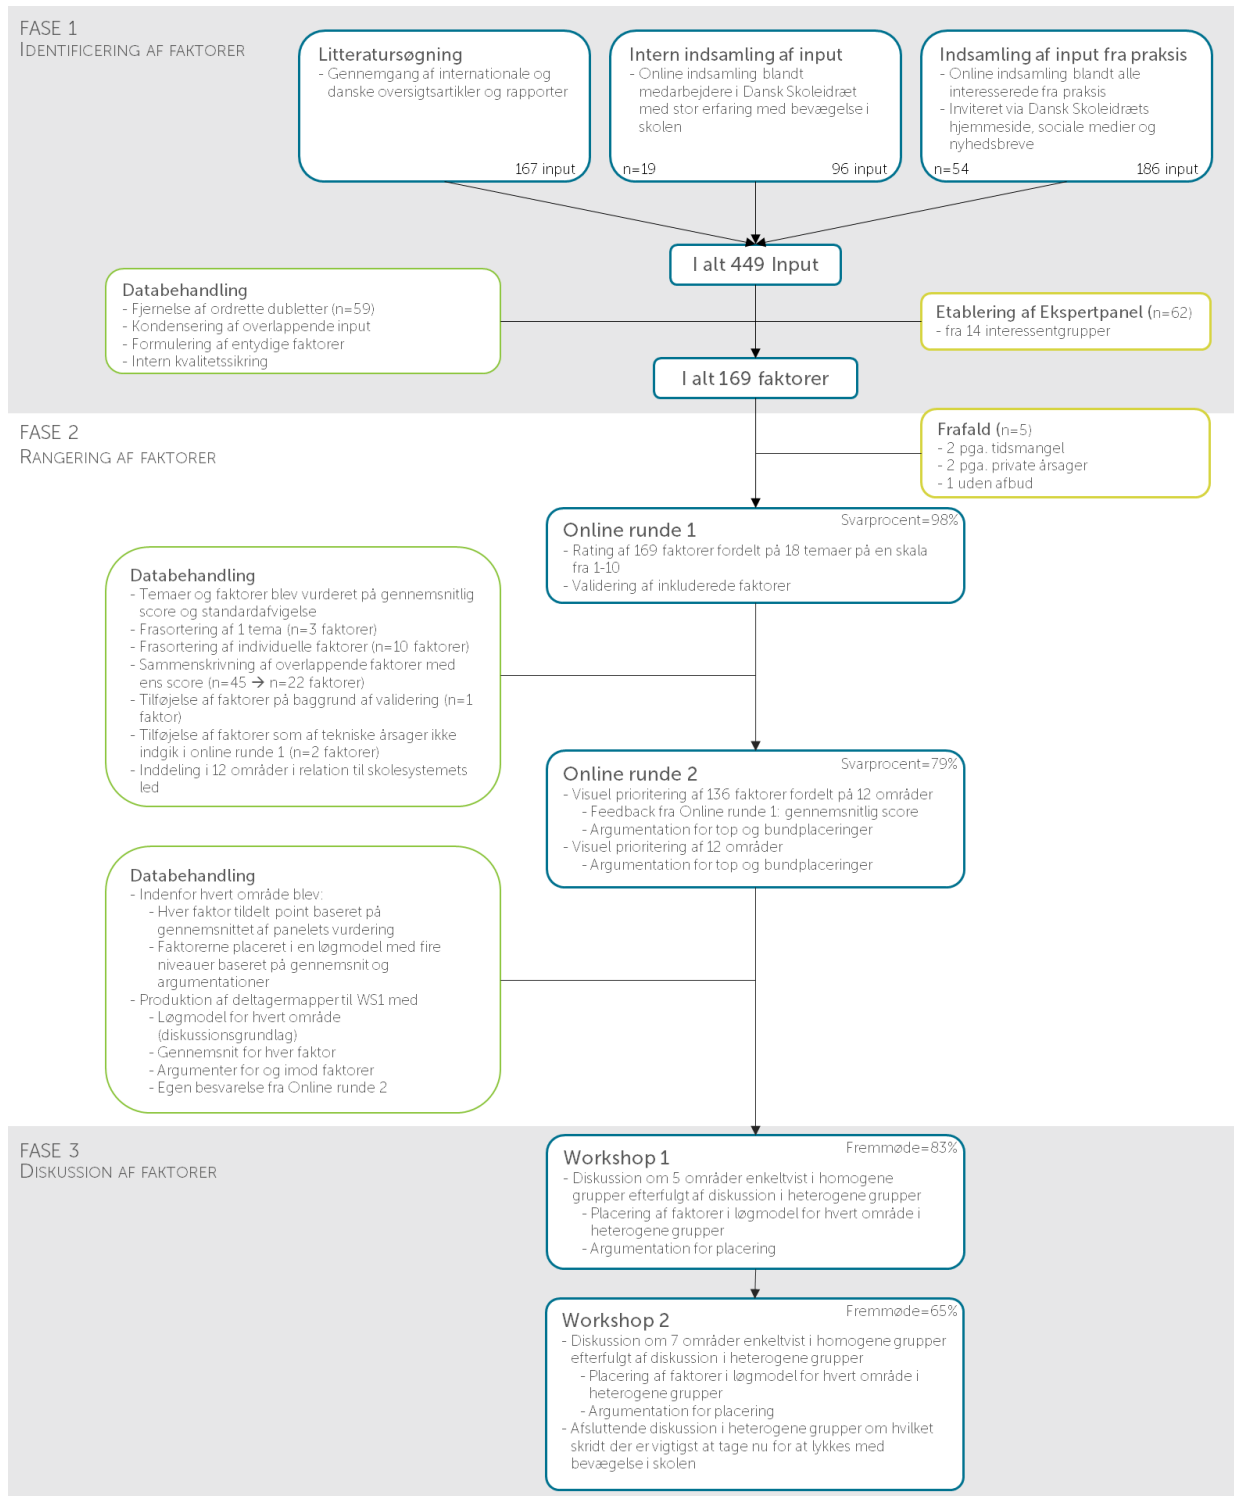 FASE 1
IDENTIFICERING AF FAKTORER
Litteratursøgning
- Gennemgang af internationale og
danske oversigtsartikler og rapporter
167 input
Intern indsamling af input
- Online indsamling blandt
medarbejdere i Dansk Skoleidræt
med stor erfaring med bevægelse i
skolen
n=19
96 input
Indsamling af input fra praksis
- Online indsamling blandt alle
interesserede fra praksis
- Inviteret via Dansk Skoleidræts
hjemmeside, sociale medier og
nyhedsbreve
n=54
186 input
I alt 449 Input
Databehandling
- Fjernelse af ordrette dubletter (n=59)
- Kondensering af overlappende input
- Formulering af entydige faktorer
- Intern kvalitetssikring
Etablering af Ekspertpanel (n=62)
- fra 14 interessentgrupper
I alt 169 faktorer
FASE 2
RANGERING AF FAKTORER
Frafald (n=5)
- 2 pga. tidsmangel
- 2 pga. private årsager
- 1 uden afbud
Svarprocent=98%
Online runde 1
- Rating af 169 faktorer fordelt på 18 temaer på en skala
fra 1-10
- Validering af inkluderede faktorer
Databehandling
- Temaer og faktorer blev vurderet på gennemsnitlig
score og standardafvigelse
- Frasortering af 1 tema (n=3 faktorer)
- Frasortering af individuelle faktorer (n=10 faktorer)
- Sammenskrivning af overlappende faktorer med
ens score (n=45 → n=22 faktorer)
- Tilføjelse af faktorer på baggrund af validering (n=1
faktor)
- Tilføjelse af faktorer som af tekniske årsager ikke
indgik i online runde 1 (n=2 faktorer)
- Inddeling i 12 områder i relation til skolesystemets
led
Svarprocent=79%
Online runde 2
- Visuel prioritering af 136 faktorer fordelt på 12 områder
- Feedback fra Online runde 1: gennemsnitlig score
- Argumentation for top og bundplaceringer
- Visuel prioritering af 12 områder
- Argumentation for top og bundplaceringer
Databehandling
- Indenfor hvert område blev:
- Hver faktor tildelt point baseret på
gennemsnittet af panelets vurdering
- Faktorerne placeret i en løgmodel med fire
niveauer baseret på gennemsnit og
argumentationer
- Produktion af deltagermapper til WS1 med
- Løgmodel for hvert område
(diskussionsgrundlag)
- Gennemsnit for hver faktor
- Argumenter for og imod faktorer
- Egen besvarelse fra Online runde 2
FASE 3
DISKUSSION AF FAKTORER
Fremmøde=83%
Workshop 1
- Diskussion om 5 områder enkeltvist i homogene
grupper efterfulgt af diskussion i heterogene grupper
- Placering af faktorer i løgmodel for hvert område i
heterogene grupper
- Argumentation for placering
Fremmøde=65%
Workshop 2
- Diskussion om 7 områder enkeltvist i homogene grupper
efterfulgt af diskussion i heterogene grupper
- Placering af faktorer i løgmodel for hvert område i
heterogene grupper
- Argumentation for placering
- Afsluttende diskussion i heterogene grupper om hvilket
skridt der er vigtigst at tage nu for at lykkes med
bevægelse i skolen